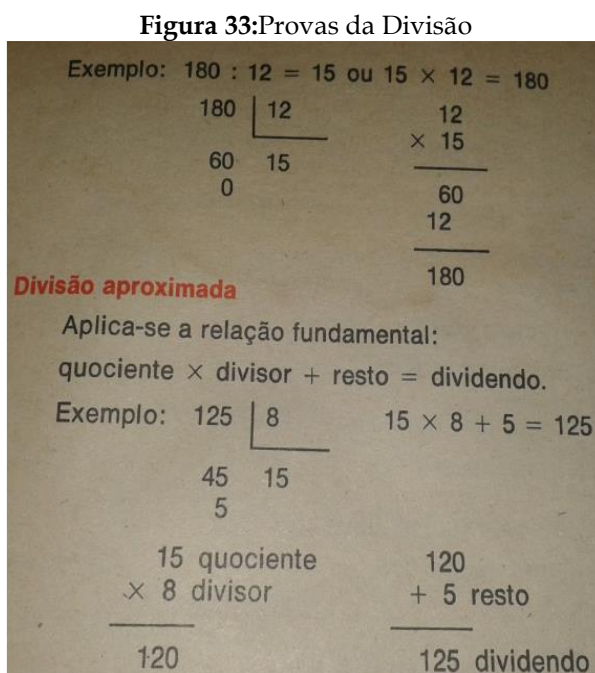 Figura 33:Provas da Divisão
Exemplo: 180 : 12 = 15 ou 15 × 12 = 180
180 | 12
60 15
0
12
× 15
60
12
180
Divisão aproximada
Aplica-se a relação fundamental:
quociente × divisor + resto = dividendo.
Exemplo: 125 | 8 15 × 8 + 5 = 125
45 15
5
15 quociente
× 8 divisor
120
120
+ 5 resto
125 dividendo